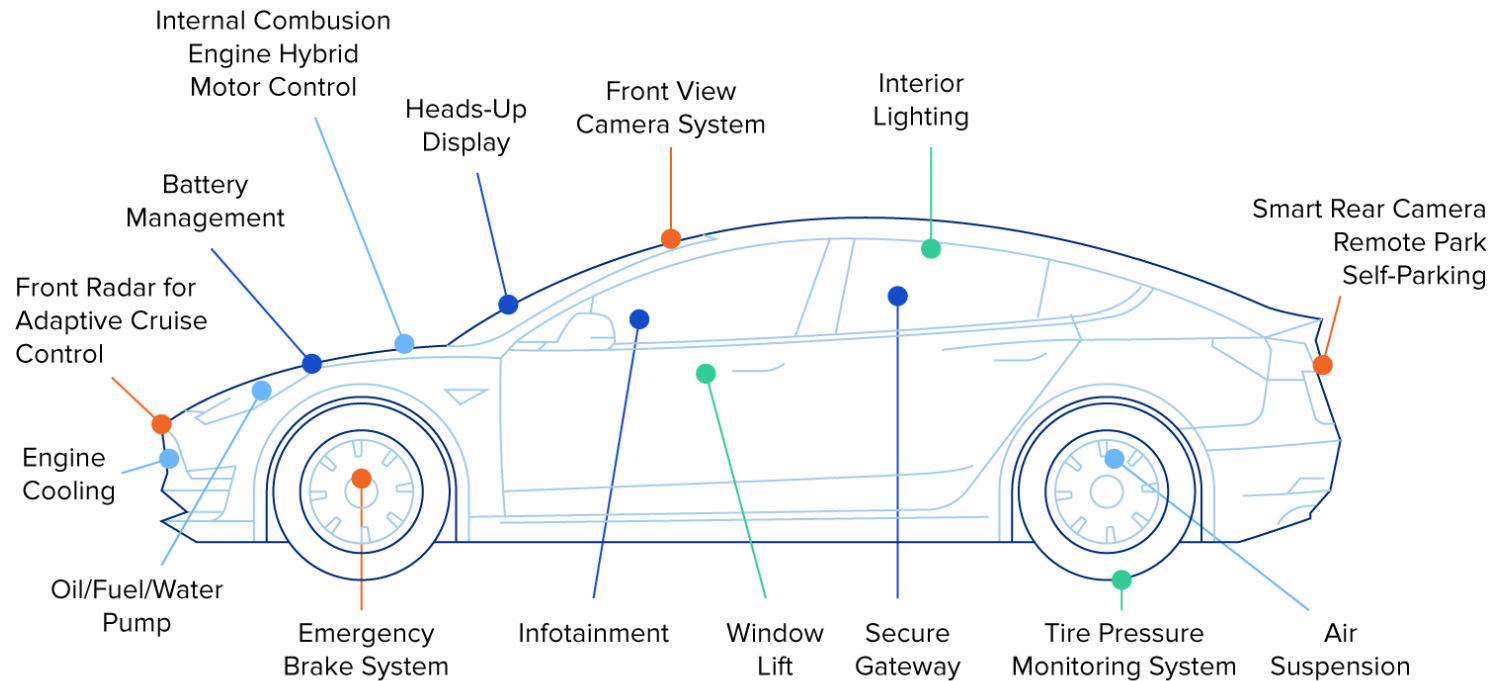 Internal Combusion
Engine Hybrid
Motor Control
Heads-Up
Display
Front View
Camera System
Interior
Lighting
Battery
Management
Smart Rear Camera
Remote Park
Self-Parking
Front Radar for
Adaptive Cruise
Control
Engine
Cooling
Oil/Fuel/Water
Pump
Emergency
Brake System
Infotainment
Window
Lift
Secure
Gateway
Tire Pressure
Monitoring System
Air
Suspension